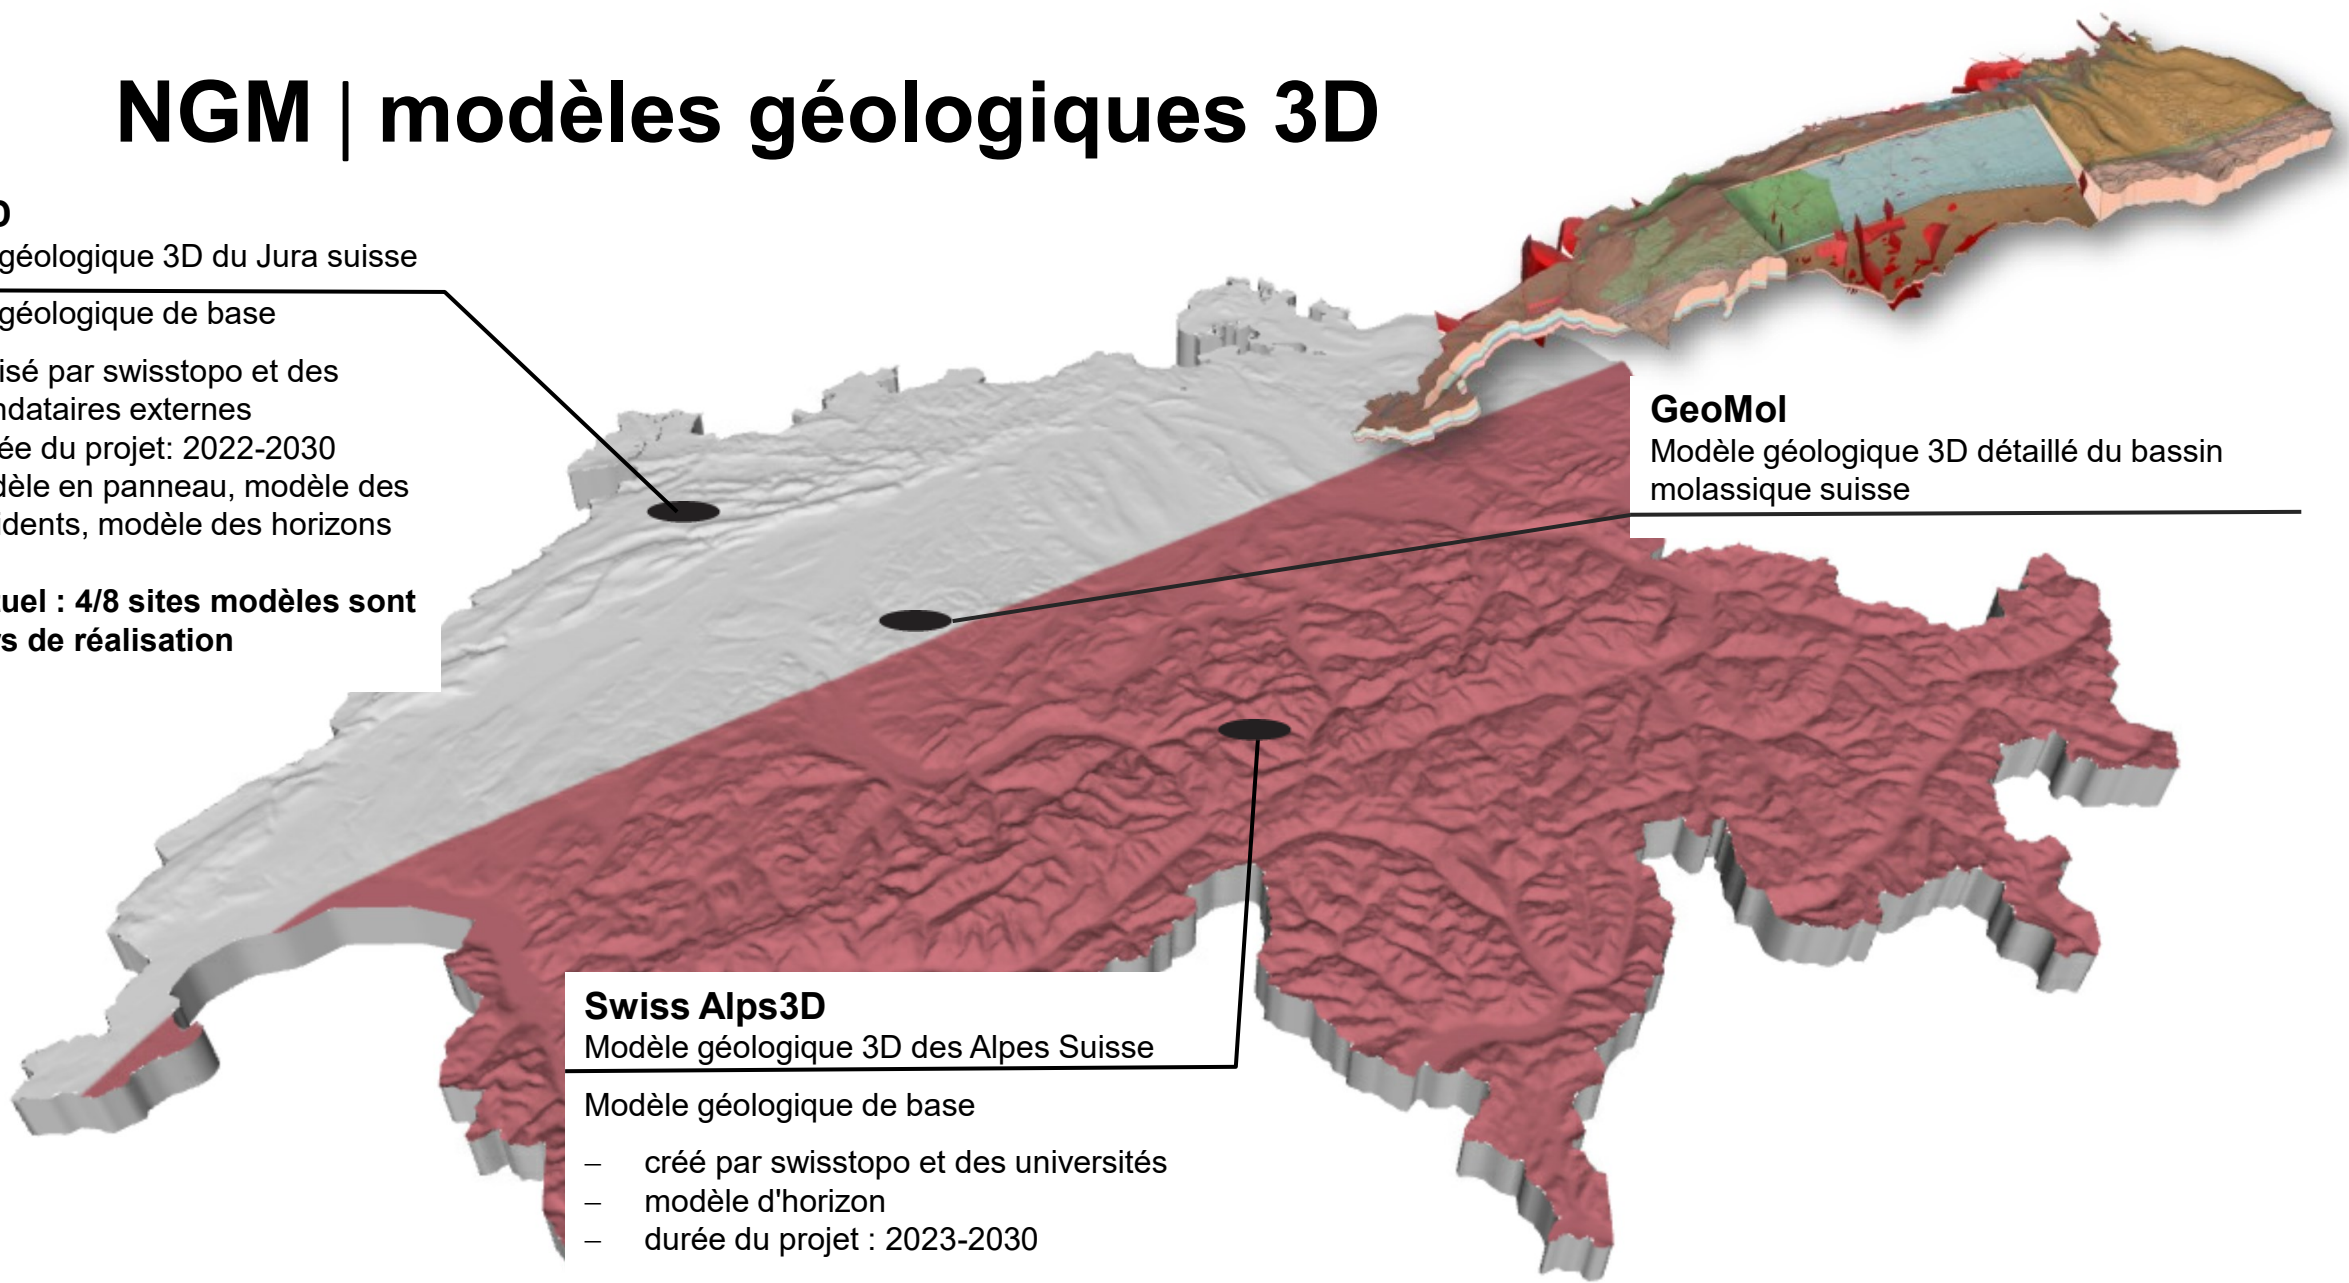 NGM | modèles géologiques 3D
D
géologique 3D du Jura suisse
géologique de base
isé par swisstopo et des
ndataires externes
ée du projet: 2022-2030
dèle en panneau, modèle des
idents, modèle des horizons
tuel : 4/8 sites modèles sont
rs de réalisation
GeoMol
Modèle géologique 3D détaillé du bassin
molassique suisse
Swiss Alps3D
Modèle géologique 3D des Alpes Suisse
Modèle géologique de base
– créé par swisstopo et des universités
– modèle d'horizon
– durée du projet : 2023-2030